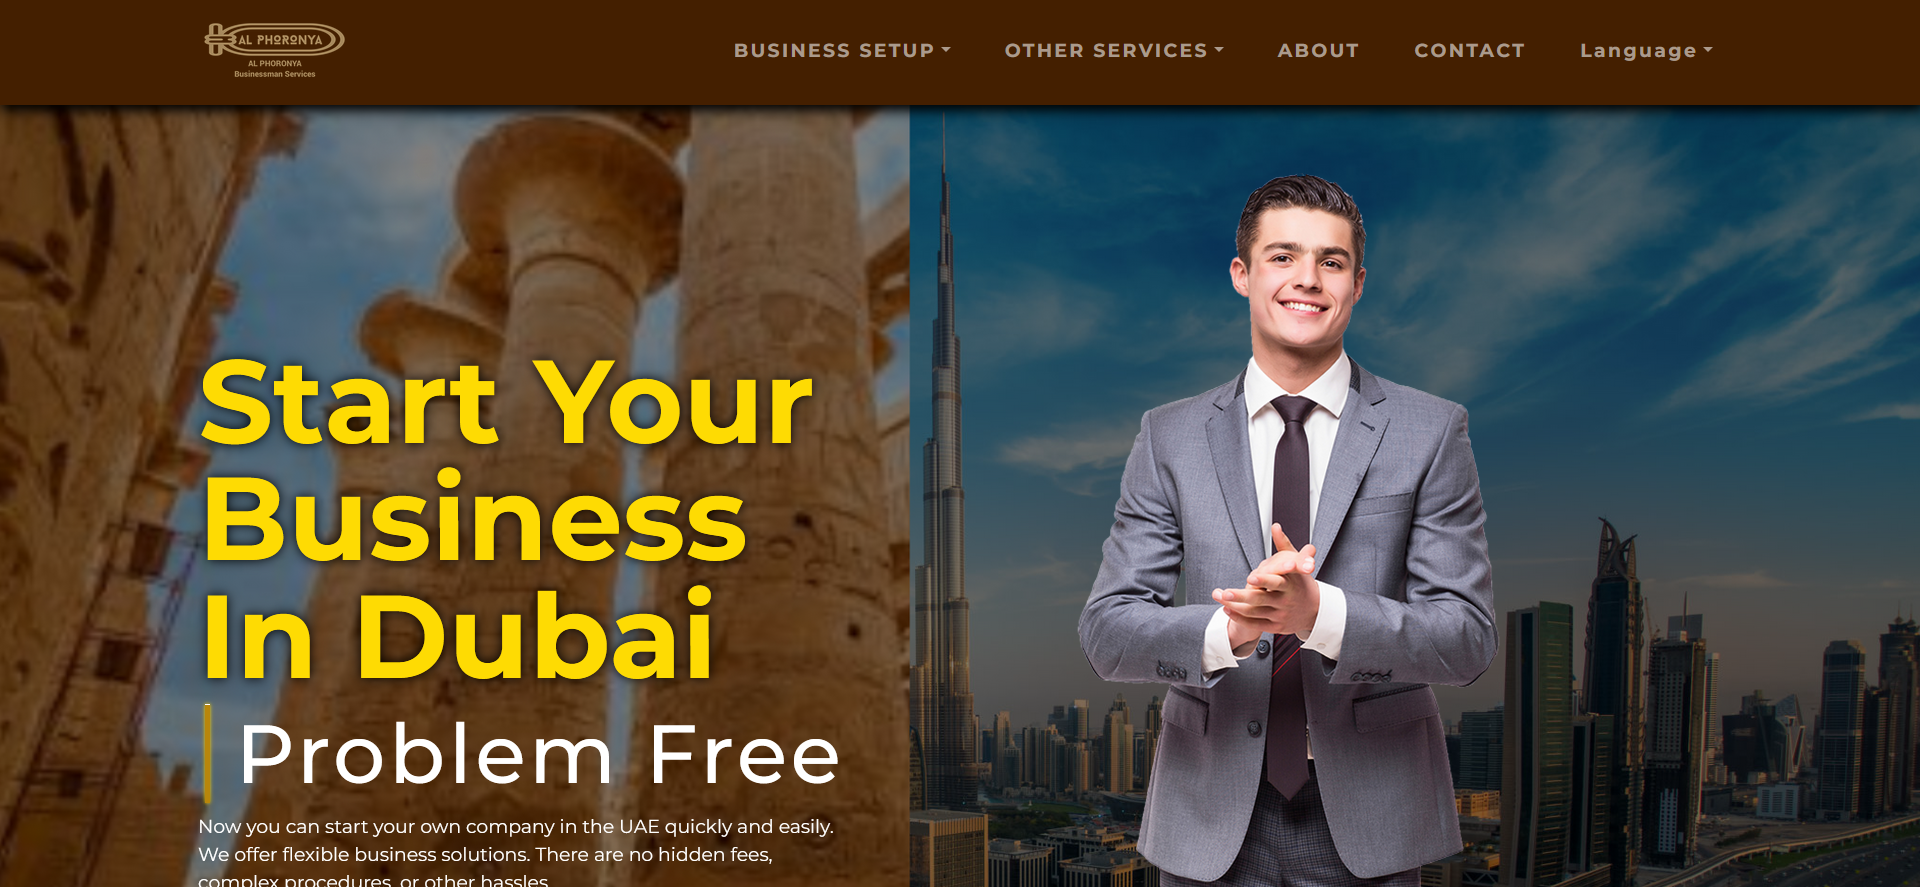 AL PHORONYA
AL PHORONYA
Businessman Services
BUSINESS SETUP
OTHER SERVICES
ABOUT
CONTACT
Language
Start Your
Business
In Dubai
Problem Free
Now you can start your own company in the UAE quickly and easily.
We offer flexible business solutions. There are no hidden fees,
complex procedures, or other hassles